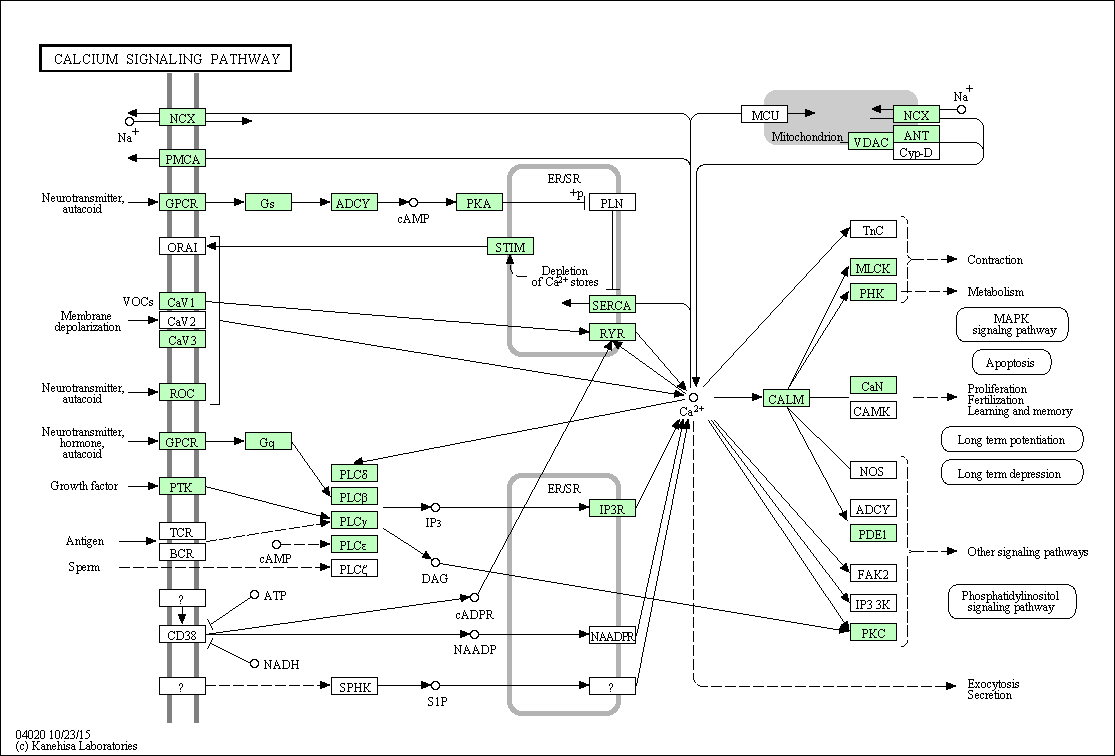 CALCIUM SIGNALING PATHWAY
NCX
Na+
PMCA
MCU
Mitochondrion
NCX
Na+
VDAC
ANT
Cyp-D
Neurotransmitter,
autacoid
GPCR
Gs
ADCY
cAMP
PKA
ER/SR
+p
PLN
ORAI
STIM
Depletion
of Ca2+ stores
VOCs
CaV1
CaV2
CaV3
Membrane
depolarization
SERCA
RYR
Neurotransmitter,
autacoid
ROC
Neurotransmitter,
hormone,
autacoid
GPCR
Gq
Growth factor
PTK
Antigen
TCR
BCR
Sperm
cAMP
PLCδ
PLCβ
PLCγ
PLCε
PLCζ
IP3
DAG
ER/SR
IP3R
?
ATP
CD38
NADH
cADPR
NAADP
NAADPR
?
SPHK
S1P
?
Ca2+
CALM
TnC
MLCK
PHK
CaN
CAMK
NOS
ADCY
PDE1
FAK2
IP3 3K
PKC
Contraction
Metabolism
MAPK
signaling pathway
Apoptosis
Proliferation
Fertilization
Learning and memory
Long term potentiation
Long term depression
Other signaling pathways
Phosphatidylinositol
signaling pathway
Exocytosis
Secretion
04020 10/23/15
(c) Kanehisa Laboratories